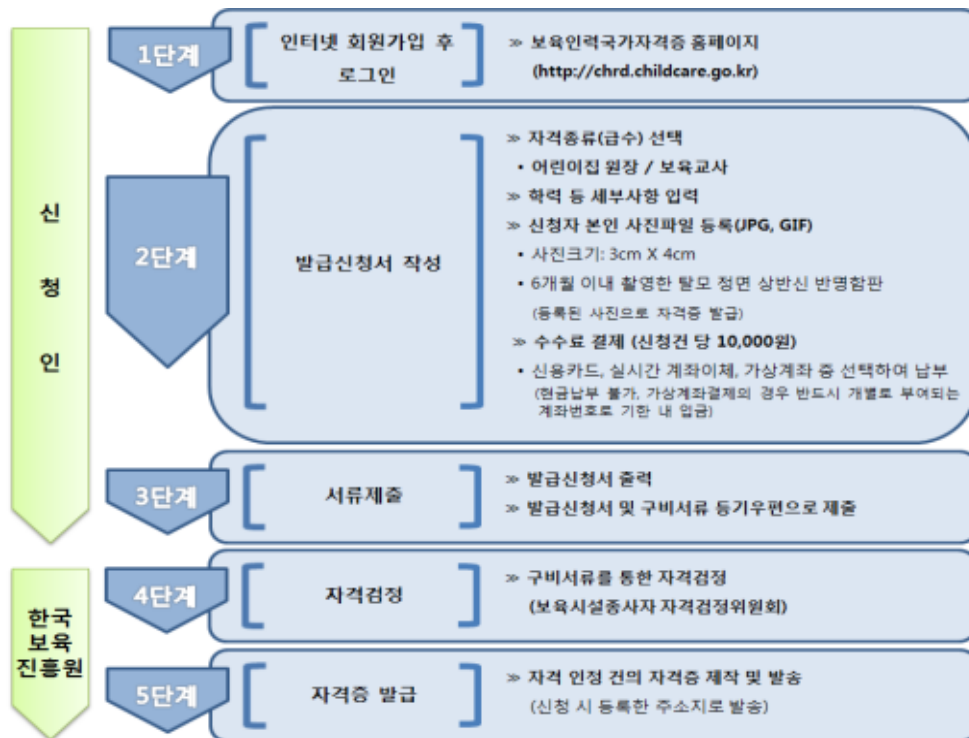 신
청
인
1단계
인터넷 회원가입 후
로그인
≫ 보육인력국가자격증 홈페이지
(http://chrd.childcare.go.kr)
2단계
발급신청서 작성
≫ 자격종류(급수) 선택
• 어린이집 원장 / 보육교사
≫ 학력 등 세부사항 입력
≫ 신청자 본인 사진파일 등록(JPG, GIF)
• 사진크기: 3cm X 4cm
• 6개월 이내 촬영한 탈모 정면 상반신 반명함판
(등록된 사진으로 자격증 발급)
≫ 수수료 결제 (신청건 당 10,000원)
• 신용카드, 실시간 계좌이체, 가상계좌 중 선택하여 납부
(현금납부 불가, 가상계좌결제의 경우 반드시 개별로 부여되는
계좌번호로 기한 내 입금)
3단계
서류제출
≫ 발급신청서 출력
≫ 발급신청서 및 구비서류 등기우편으로 제출
한국
보육
진흥원
4단계
자격검정
≫ 구비서류를 통한 자격검정
(보육시설종사자 자격검정위원회)
5단계
자격증 발급
≫ 자격 인정 건의 자격증 제작 및 발송
(신청 시 등록한 주소지로 발송)